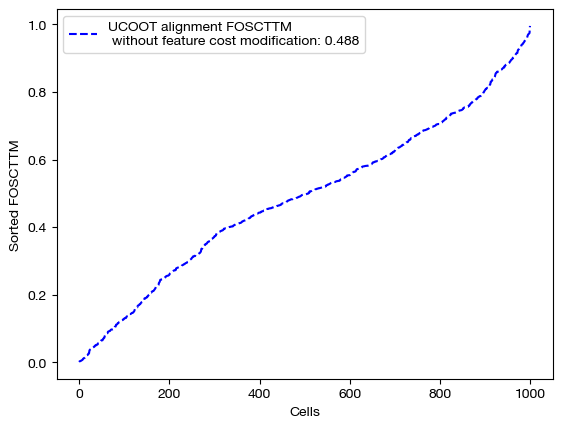 UCOOT alignment FOSCTTM
without feature cost modification: 0.488
1.0
0.8
0.6
0.4
0.2
0.0
Sorted FOSCTTM
0 200 400 600 800 1000
Cells